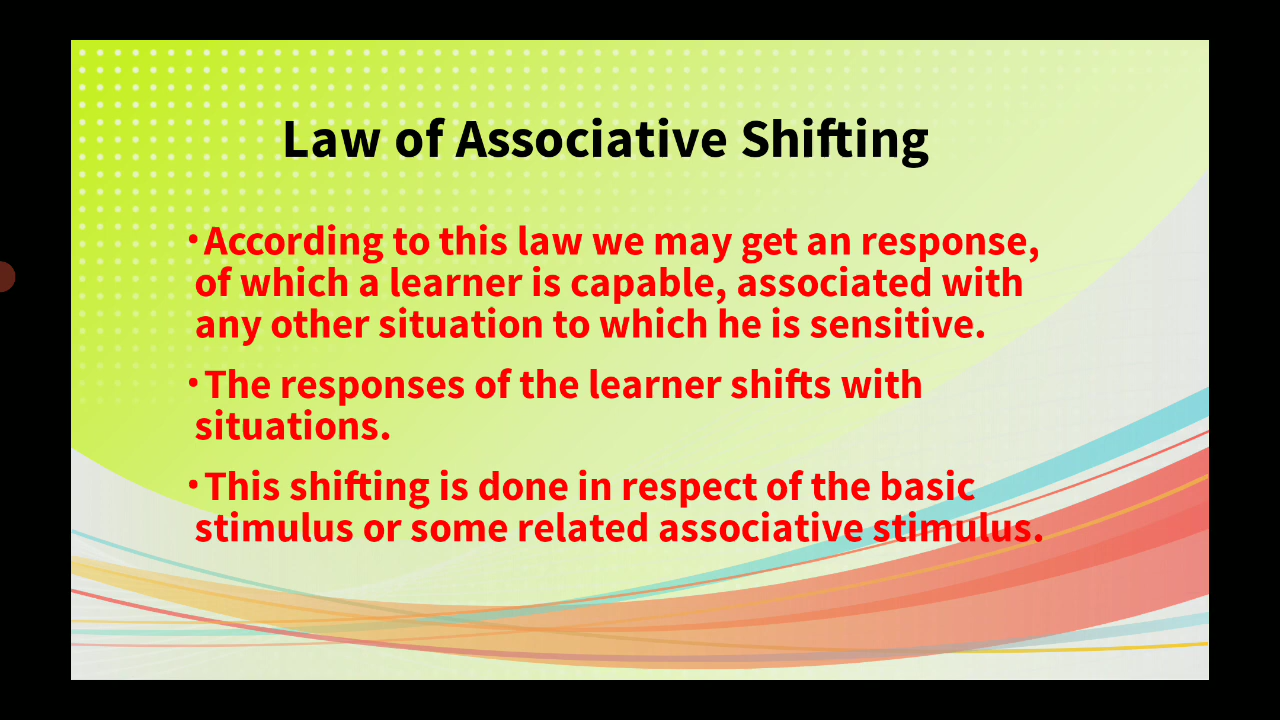 Law of Associative Shifting
•According to this law we may get an response,
of which a learner is capable, associated with
any other situation to which he is sensitive.
•The responses of the learner shifts with
situations.
•This shifting is done in respect of the basic
stimulus or some related associative stimulus.